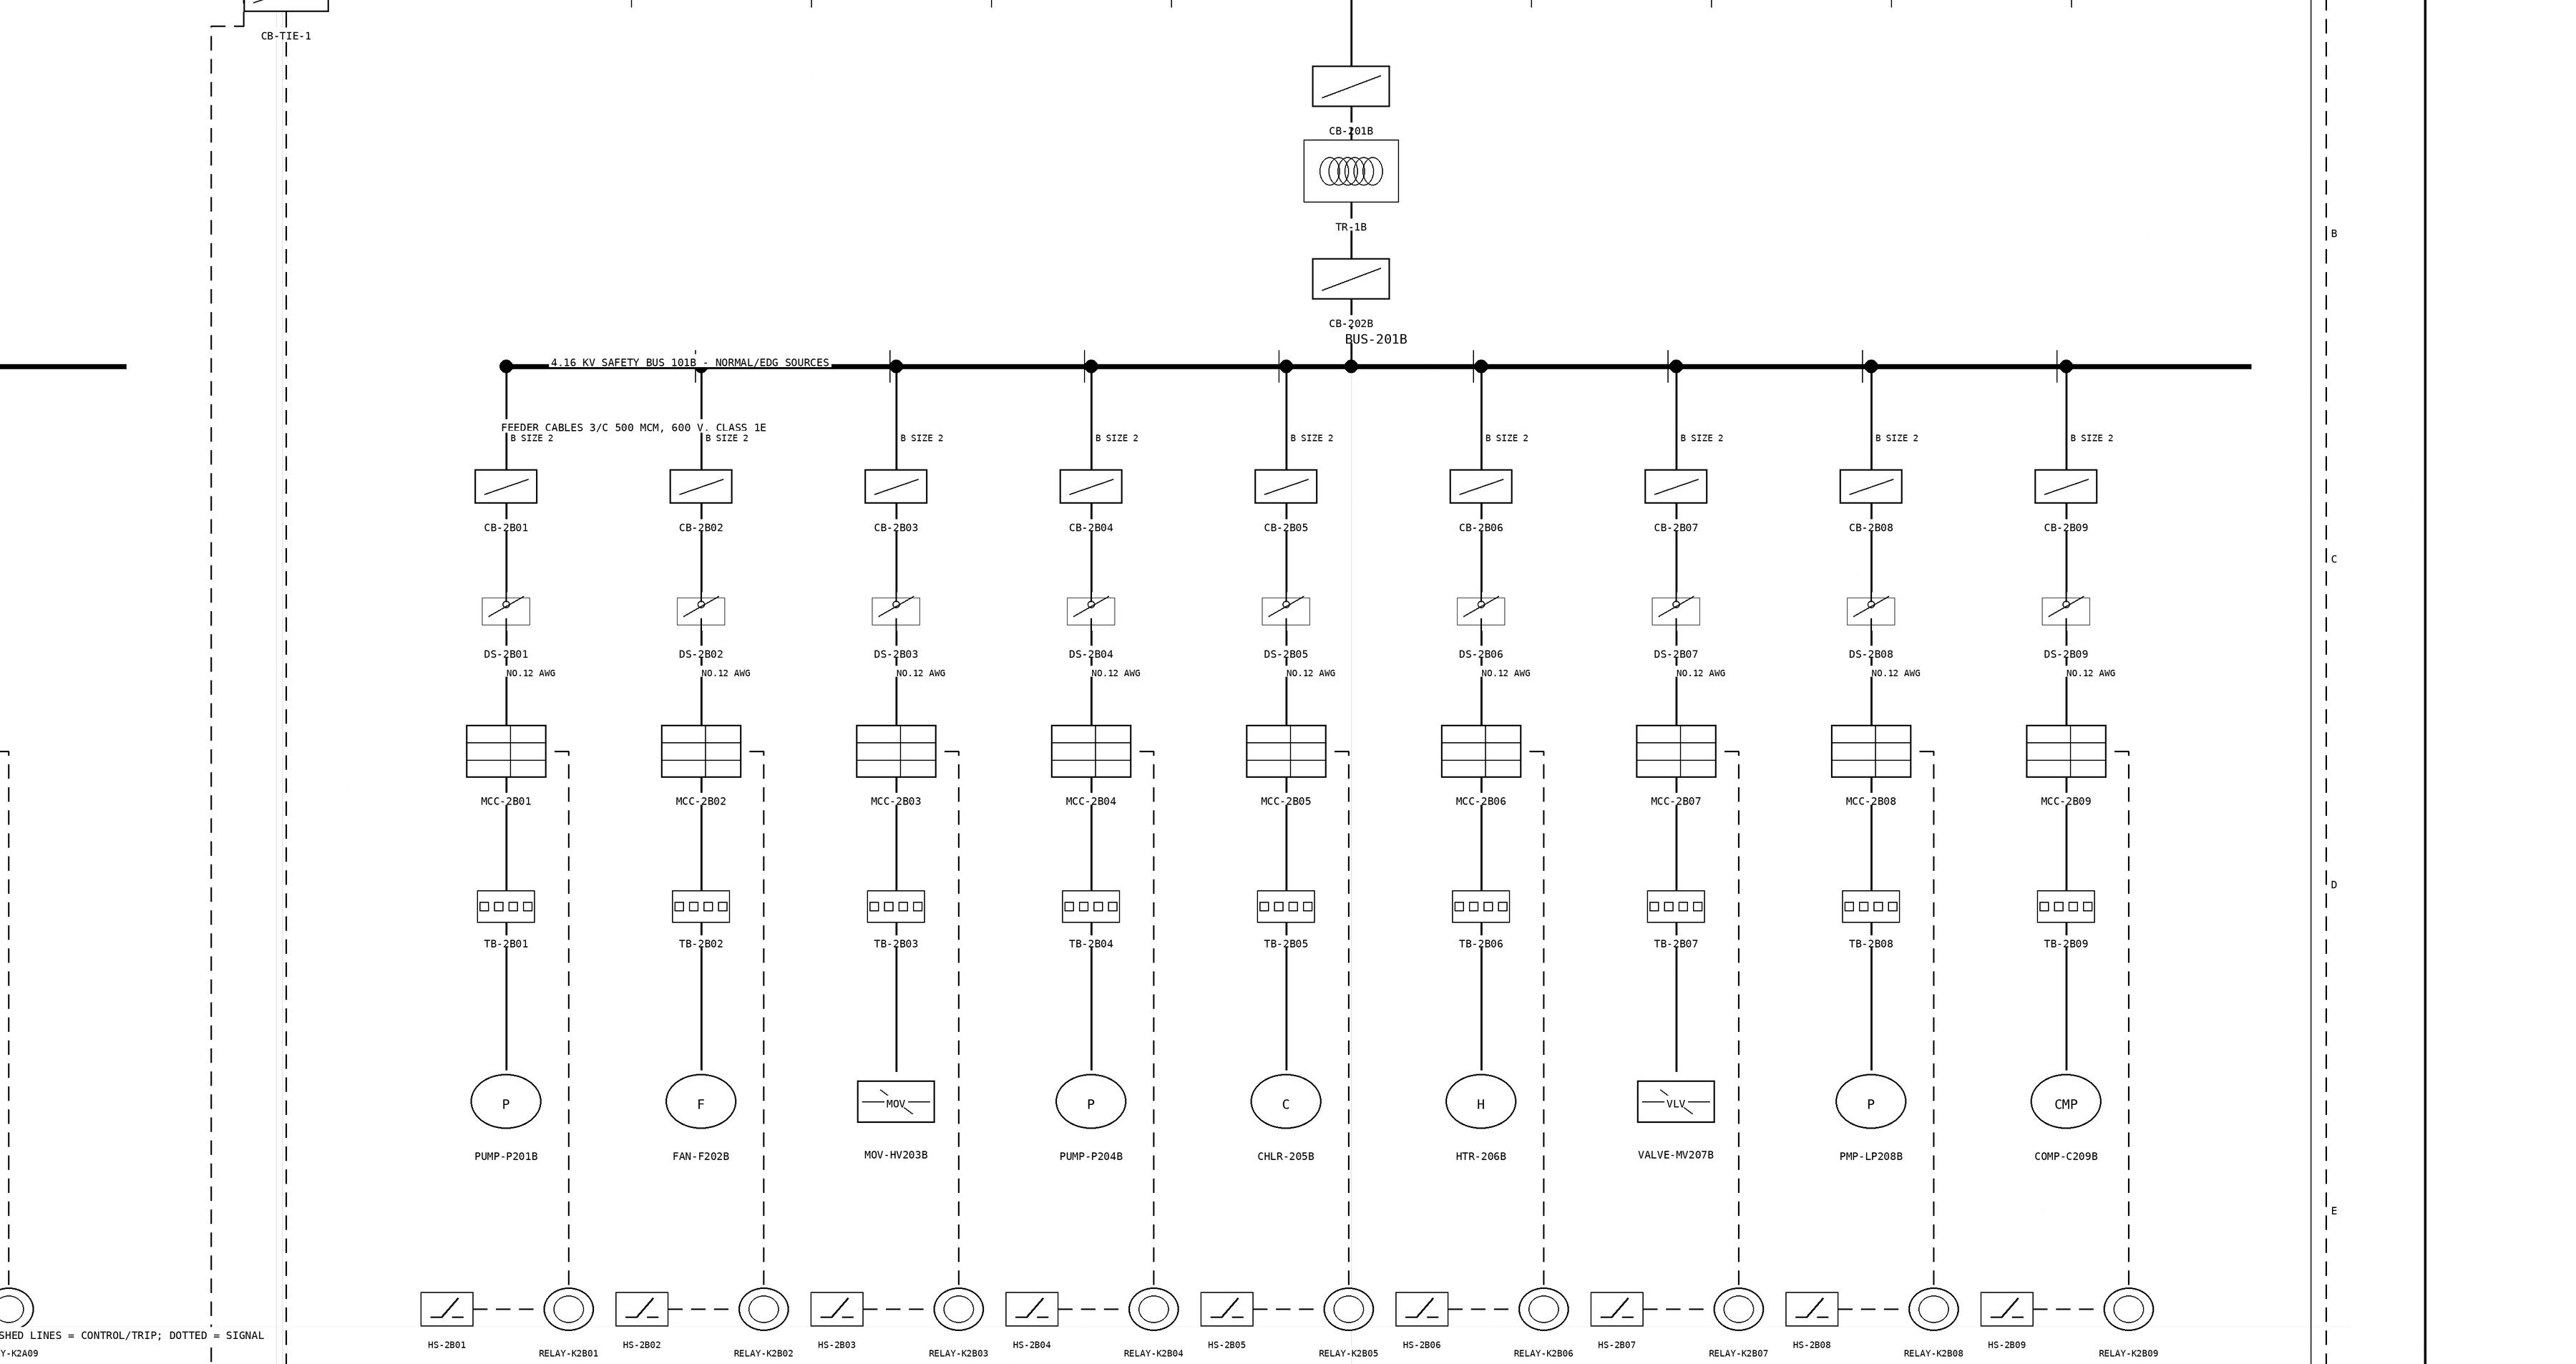 CB-TIE-1
CB-201B
TR-1B
B
CB-202B
BUS-201B
4.16 KV SAFETY BUS 101B - NORMAL/EDG SOURCES
FEEDER CABLES 3/C 500 MCM, 600 V. CLASS 1E
B SIZE 2 B SIZE 2 B SIZE 2 B SIZE 2 B SIZE 2 B SIZE 2 B SIZE 2 B SIZE 2 B SIZE 2
CB-2B01 CB-2B02 CB-2B03 CB-2B04 CB-2B05 CB-2B06 CB-2B07 CB-2B08 CB-2B09
C
DS-2B01 DS-2B02 DS-2B03 DS-2B04 DS-2B05 DS-2B06 DS-2B07 DS-2B08 DS-2B09
NO.12 AWG NO.12 AWG NO.12 AWG NO.12 AWG NO.12 AWG NO.12 AWG NO.12 AWG NO.12 AWG NO.12 AWG
MCC-2B01 MCC-2B02 MCC-2B03 MCC-2B04 MCC-2B05 MCC-2B06 MCC-2B07 MCC-2B08 MCC-2B09
D
TB-2B01 TB-2B02 TB-2B03 TB-2B04 TB-2B05 TB-2B06 TB-2B07 TB-2B08 TB-2B09
P F MOV P C H VLV P CMP
PUMP-P201B FAN-F202B MOV-HV203B PUMP-P204B CHLR-205B HTR-206B VALVE-MV207B PMP-LP208B COMP-C209B
E
SHED LINES = CONTROL/TRIP; DOTTED = SIGNAL
HS-2B01 HS-2B02 HS-2B03 HS-2B04 HS-2B05 HS-2B06 HS-2B07 HS-2B08 HS-2B09
Y-K2A09 RELAY-K2B01 RELAY-K2B02 RELAY-K2B03 RELAY-K2B04 RELAY-K2B05 RELAY-K2B06 RELAY-K2B07 RELAY-K2B08 RELAY-K2B09